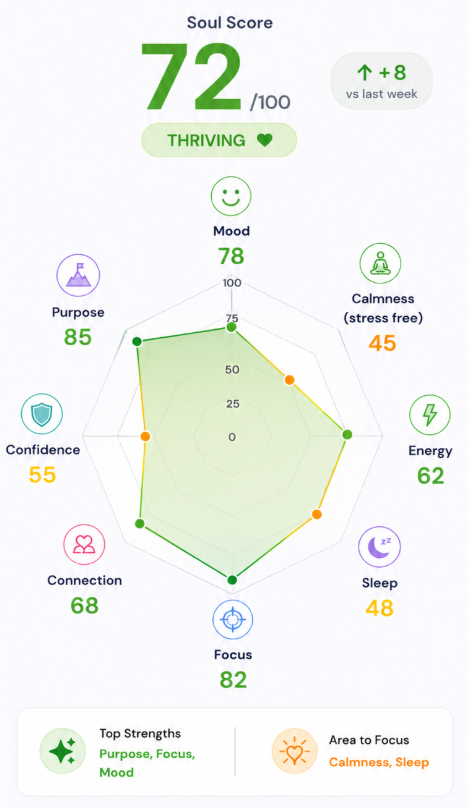 Soul Score
72 /100
↑ +8
vs last week
THRIVING
Mood
78
Calmness
(stress free)
45
Purpose
85
100
75
50
25
0
Confidence
55
Energy
62
Connection
68
zz
Sleep
48
Focus
82
Top Strengths
Purpose, Focus,
Mood
Area to Focus
Calmness, Sleep